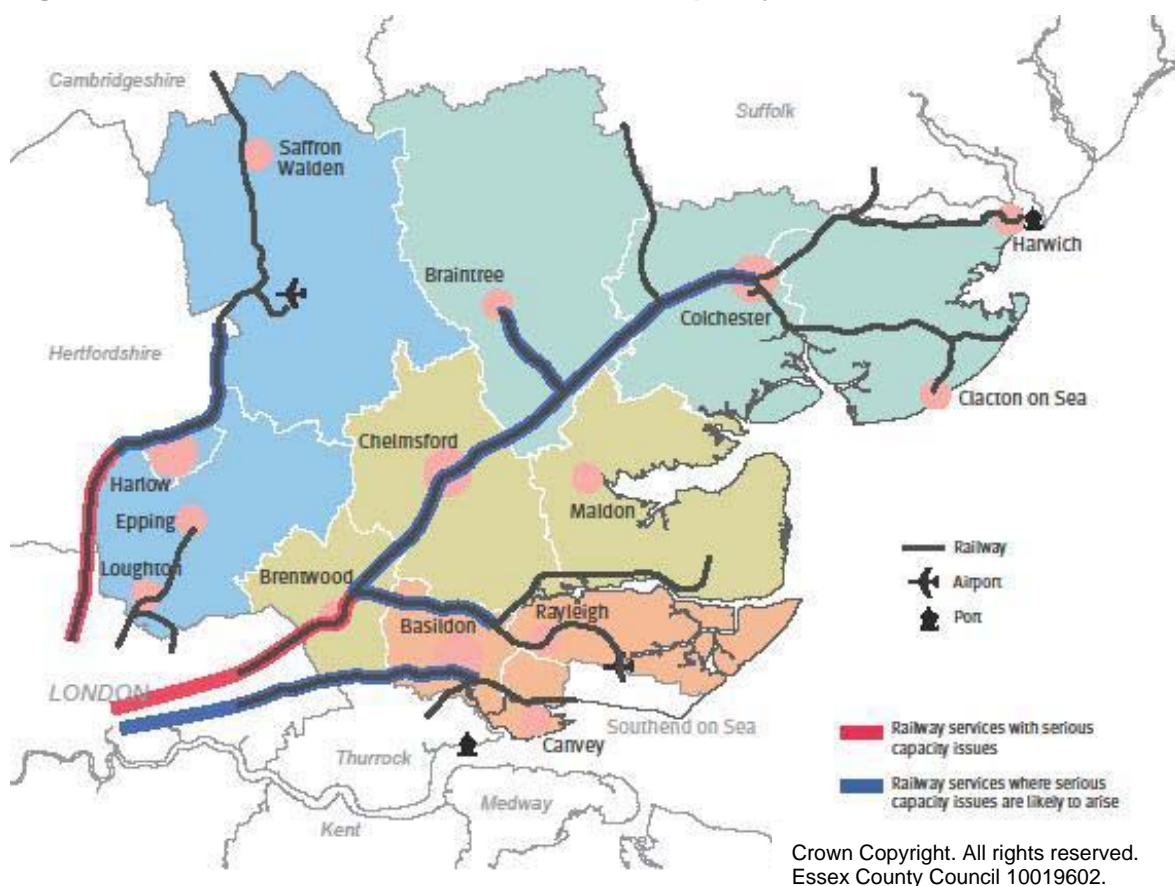 Cambridgeshire
Suffolk
Saffron
Walden
Harwich
Braintree
Colchester
Hertfordshire
Clacton on Sea
Chelmsford
Harlow
Maldon
Epping
Railway
Loughton
Brentwood
Airport
Rayleigh
Basildon
Port
LONDON
Southend on Sea
Railway services with serious
capacity issues
Canvey
Thurrock
Railway services where serious
capacity issues are likely to arise
Medway
Kent
Crown Copyright. All rights reserved.
Essex County Council 10019602.